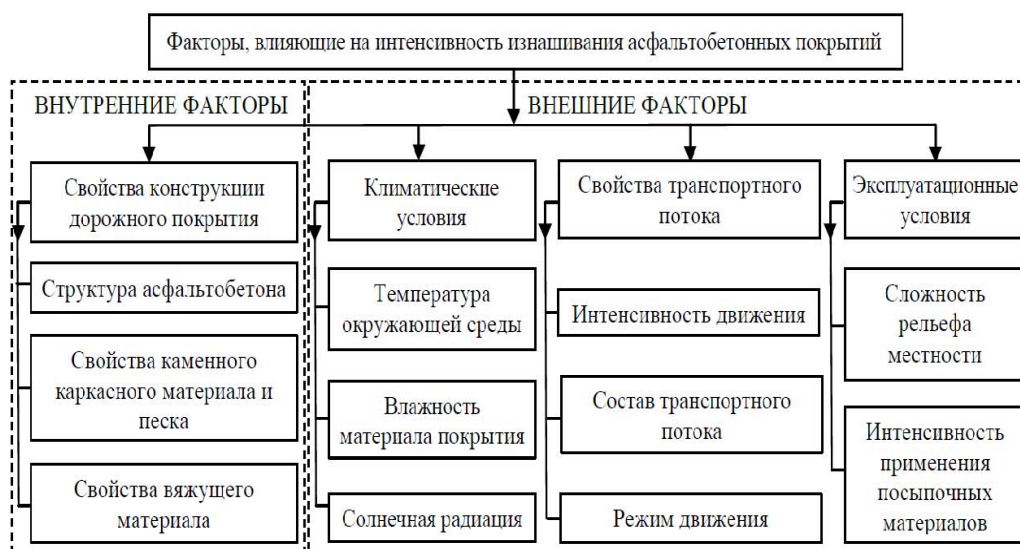 Факторы, влияющие на интенсивность изнашивания асфальтобетонных покрытий
ВНУТРЕННИЕ ФАКТОРЫ
Свойства конструкции
дорожного покрытия
Структура асфальтобетона
Свойства каменного
каркасного материала и
песка
Свойства вяжущего
материала
ВНЕШНИЕ ФАКТОРЫ
Климатические
условия
Температура
окружающей среды
Влажность
материала покрытия
Солнечная радиация
Свойства транспортного
потока
Интенсивность движения
Состав транспортного
потока
Режим движения
Эксплуатационные
условия
Сложность
рельефа
местности
Интенсивность
применения
посыпочных
материалов